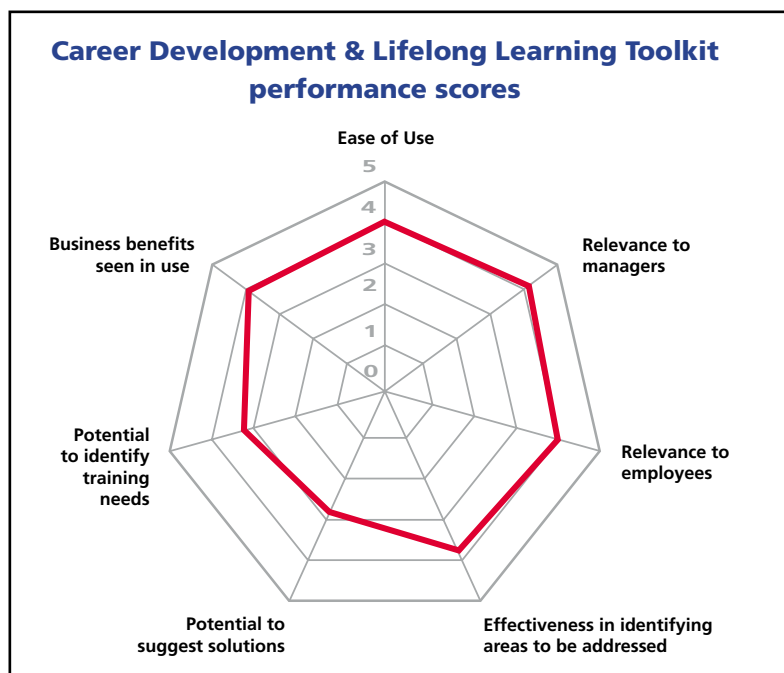 Career Development & Lifelong Learning Toolkit
performance scores
Ease of Use
5
4
3
2
1
0
Business benefits
seen in use
Relevance to
managers
Potential
to identify
training
needs
Relevance to
employees
Potential to
suggest solutions
Effectiveness in identifying
areas to be addressed